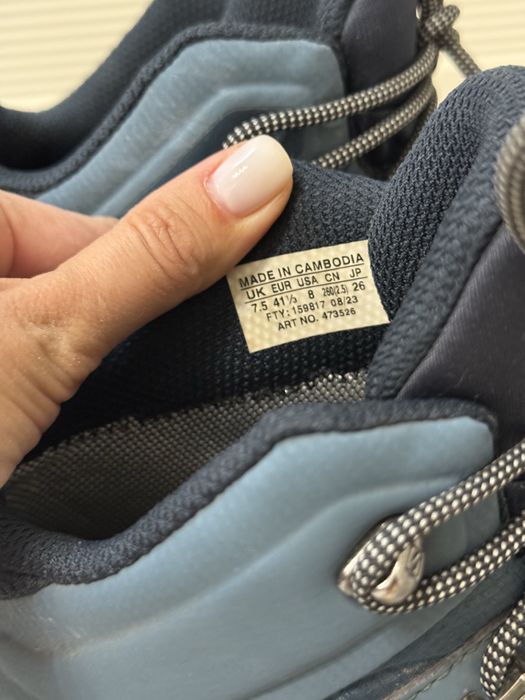 MADE IN CAMBODIA
UK EUR USA CN JP
7.5 41⅓ 8 260(2.5) 26
FTY: 159817 08/23
ART NO. 473526